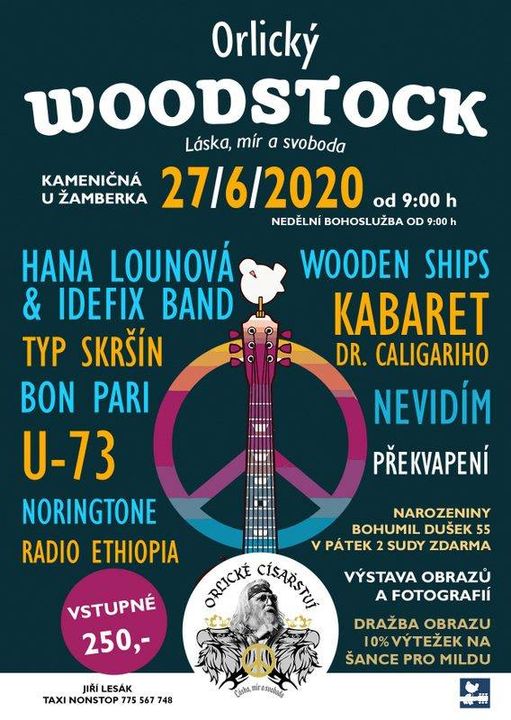 Orlický
WOODSTOCK
Láska, mír a svoboda
KAMENIČNÁ
U ŽAMBERKA
27/6/2020 od 9:00 h
NEDĚLNÍ BOHOSLUŽBA OD 9:00 h
HANA LOUNOVÁ
& IDEFIX BAND
TYP SKRŠÍN
BON PARI
U-73
NORINGTONE
RADIO ETHIOPIA
WOODEN SHIPS
KABARET
DR. CALIGARIHO
NEVIDÍM
PŘEKVAPENÍ
NAROZENINY
BOHUMIL DUŠEK 55
V PÁTEK 2 SUDY ZDARMA
VÝSTAVA OBRAZŮ
A FOTOGRAFIÍ
DRAŽBA OBRAZU
10% VÝTĚŽEK NA
ŠANCE PRO MILDU
VSTUPNÉ
250,-
ORLICKÉ CÍSAŘSTVÍ
Láska, mír a svoboda
JIŘÍ LESÁK
TAXI NONSTOP 775 567 748